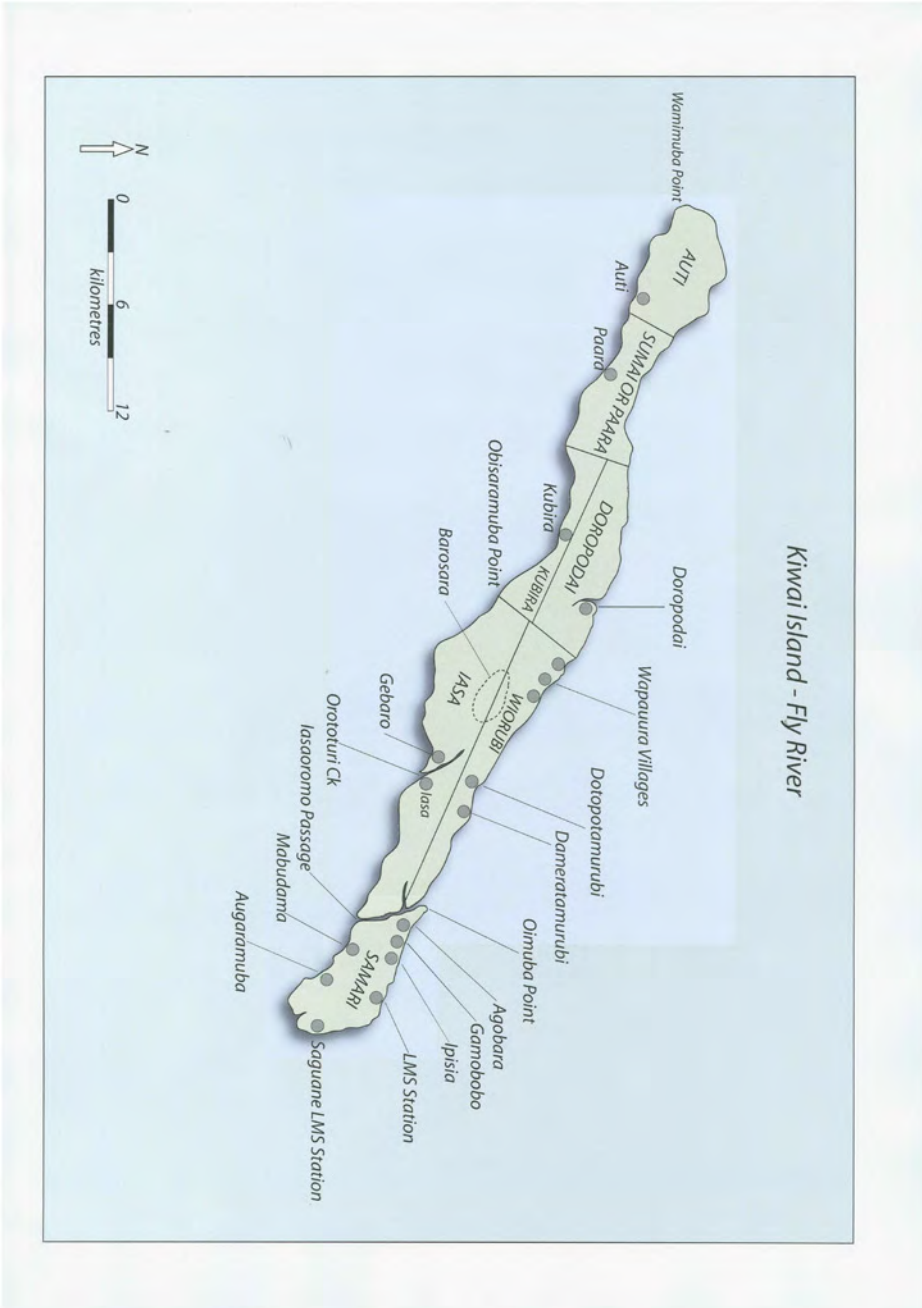 Kiwai Island - Fly River
Wamimuba Point
AUTI
Auti
SUMAI OR PAARA
Paard
DOROPODAI
Doropodai
Kubira
KUBIRA
Obisaramuba Point
Wapauura Villages
Barosara
WIORUBI
IASA
Gebaro
Dotopotamurubi
Dameratamurubi
Iasa
Orototuri Ck
Iasaoromo Passage
Oimuba Point
Mabudama
Agobara
Gamobobo
Ipisia
SAMARI
Augaramuba
LMS Station
Saguane LMS Station
N
0 6 12
kilometres